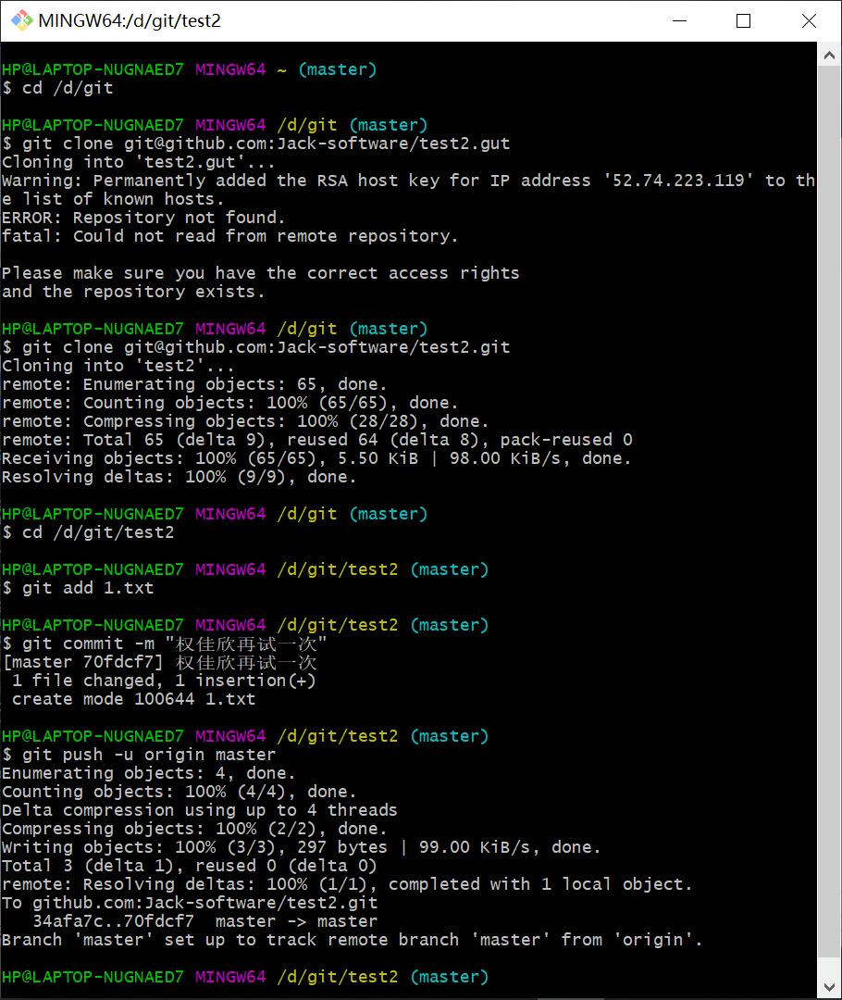 MINGW64:/d/git/test2
HP@LAPTOP-NUGNAED7 MINGW64 ~ (master)
$ cd /d/git
HP@LAPTOP-NUGNAED7 MINGW64 /d/git (master)
$ git clone git@github.com:Jack-software/test2.gut
Cloning into 'test2.gut'...
Warning: Permanently added the RSA host key for IP address '52.74.223.119' to th
e list of known hosts.
ERROR: Repository not found.
fatal: Could not read from remote repository.
Please make sure you have the correct access rights
and the repository exists.
HP@LAPTOP-NUGNAED7 MINGW64 /d/git (master)
$ git clone git@github.com:Jack-software/test2.git
Cloning into 'test2'...
remote: Enumerating objects: 65, done.
remote: Counting objects: 100% (65/65), done.
remote: Compressing objects: 100% (28/28), done.
remote: Total 65 (delta 9), reused 64 (delta 8), pack-reused 0
Receiving objects: 100% (65/65), 5.50 KiB | 98.00 KiB/s, done.
Resolving deltas: 100% (9/9), done.
HP@LAPTOP-NUGNAED7 MINGW64 /d/git (master)
$ cd /d/git/test2
HP@LAPTOP-NUGNAED7 MINGW64 /d/git/test2 (master)
$ git add 1.txt
HP@LAPTOP-NUGNAED7 MINGW64 /d/git/test2 (master)
$ git commit -m "权佳欣再试一次"
[master 70fdcf7] 权佳欣再试一次
1 file changed, 1 insertion(+)
create mode 100644 1.txt
HP@LAPTOP-NUGNAED7 MINGW64 /d/git/test2 (master)
$ git push -u origin master
Enumerating objects: 4, done.
Counting objects: 100% (4/4), done.
Delta compression using up to 4 threads
Compressing objects: 100% (2/2), done.
Writing objects: 100% (3/3), 297 bytes | 99.00 KiB/s, done.
Total 3 (delta 1), reused 0 (delta 0)
remote: Resolving deltas: 100% (1/1), completed with 1 local object.
To github.com:Jack-software/test2.git
34afa7c..70fdcf7 master -> master
Branch 'master' set up to track remote branch 'master' from 'origin'.
HP@LAPTOP-NUGNAED7 MINGW64 /d/git/test2 (master)